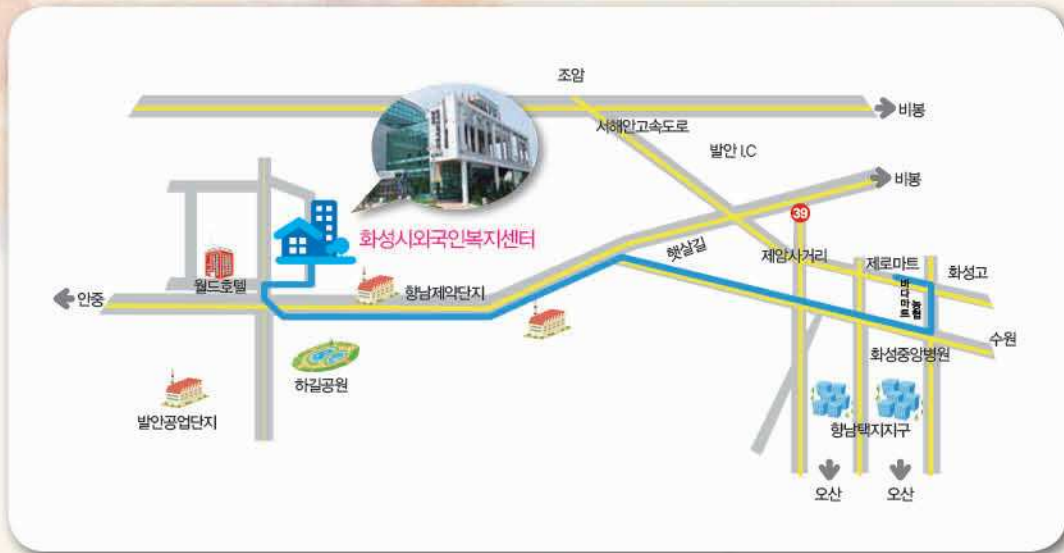 조암
비봉
서해안고속도로
발안 I.C
비봉
39
화성시외국인복지센터
햇살길
제암사거리
제로마트
화성고
월드호텔
안중
향남제약단지
바다마트
농협
수원
화성중앙병원
하길공원
발안공업단지
향남택지지구
오산
오산